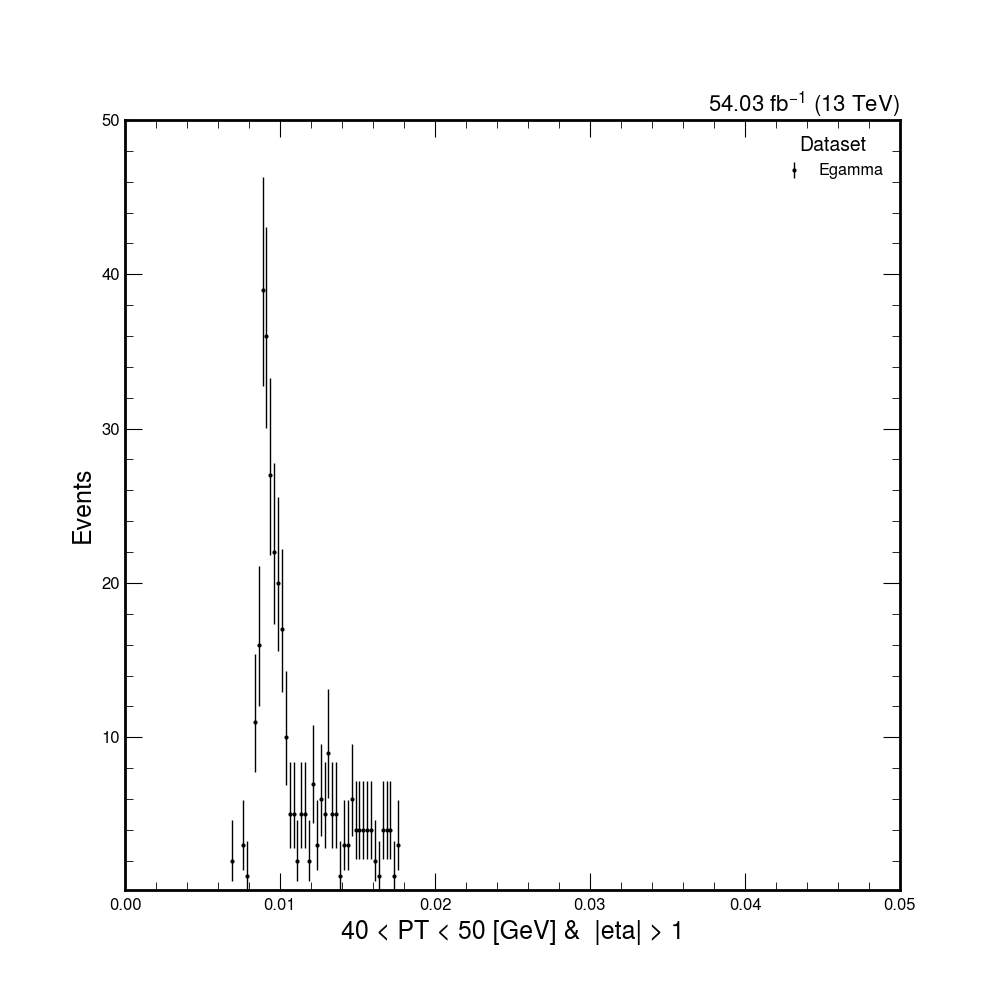 54.03 fb⁻¹ (13 TeV)
50
Dataset
Egamma
40
30
Events
20
10
0.00 0.01 0.02 0.03 0.04 0.05
40 < PT < 50 [GeV] & |eta| > 1